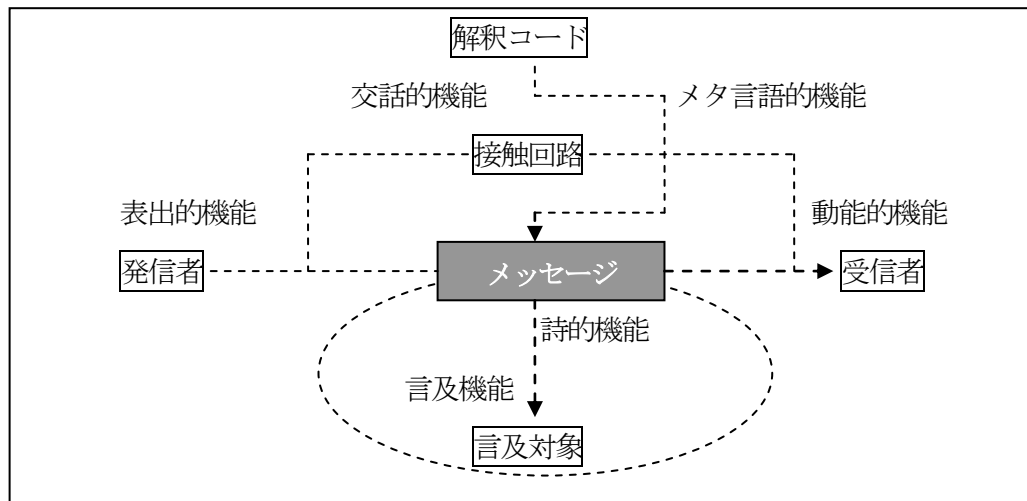 解釈コード
交話的機能
メタ言語的機能
接触回路
表出的機能
動能的機能
発信者
メッセージ
受信者
詩的機能
言及機能
言及対象